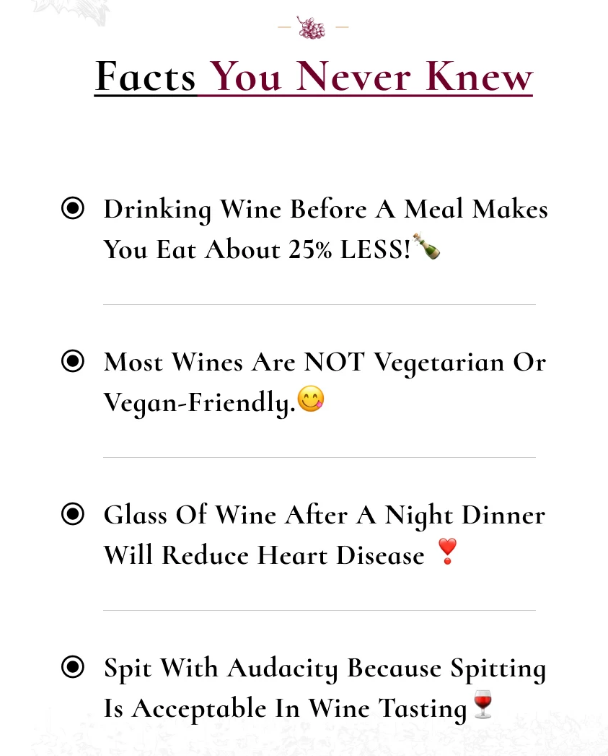 Facts You Never Knew
Drinking Wine Before A Meal Makes
You Eat About 25% LESS!🍾
Most Wines Are NOT Vegetarian Or
Vegan-Friendly.😋
Glass Of Wine After A Night Dinner
Will Reduce Heart Disease ❣️
Spit With Audacity Because Spitting
Is Acceptable In Wine Tasting🍷